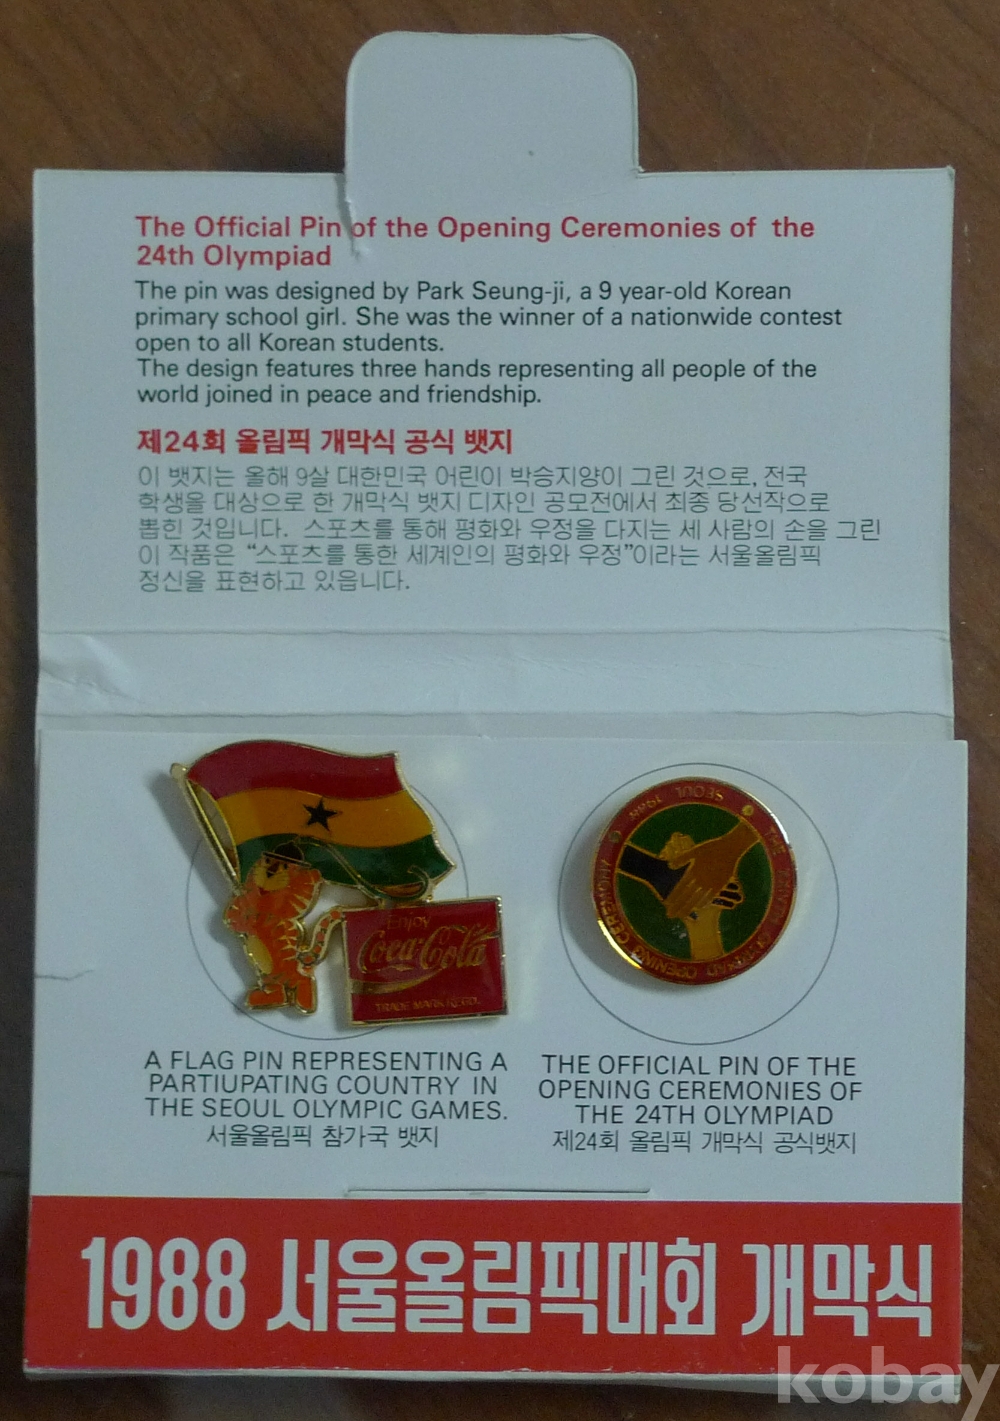 The Official Pin of the Opening Ceremonies of the
24th Olympiad
The pin was designed by Park Seung-ji, a 9 year-old Korean
primary school girl. She was the winner of a nationwide contest
open to all Korean students.
The design features three hands representing all people of the
world joined in peace and friendship.
제24회 올림픽 개막식 공식 뱃지
이 뱃지는 올해 9살 대한민국 어린이 박승지양이 그린 것으로, 전국
학생을 대상으로 한 개막식 뱃지 디자인 공모전에서 최종 당선작으로
뽑힌 것입니다. 스포츠를 통해 평화와 우정을 다지는 세 사람의 손을 그린
이 작품은 “스포츠를 통한 세계인의 평화와 우정”이라는 서울올림픽
정신을 표현하고 있읍니다.
Enjoy
Coca-Cola
TRADE MARK REGD.
SEOUL 1988
THE
OLYMPIAD OPENING CEREMONY
A FLAG PIN REPRESENTING A
PARTIUPATING COUNTRY IN
THE SEOUL OLYMPIC GAMES.
서울올림픽 참가국 뱃지
THE OFFICIAL PIN OF THE
OPENING CEREMONIES OF
THE 24TH OLYMPIAD
제24회 올림픽 개막식 공식뱃지
1988 서울올림픽대회 개막식
kobay